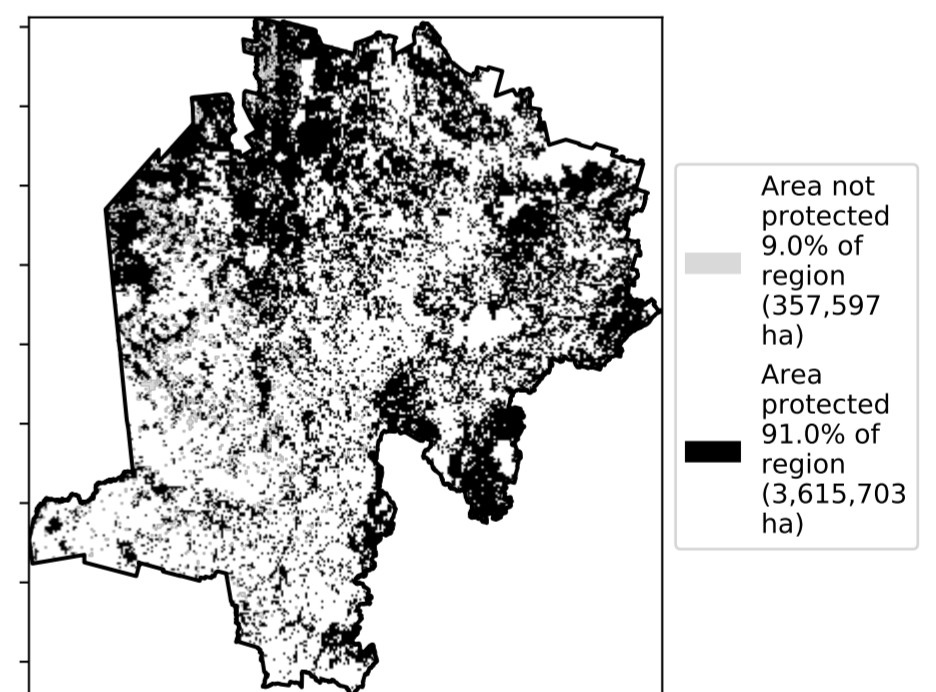 Area not
protected
9.0% of
region
(357,597
ha)
Area
protected
91.0% of
region
(3,615,703
ha)